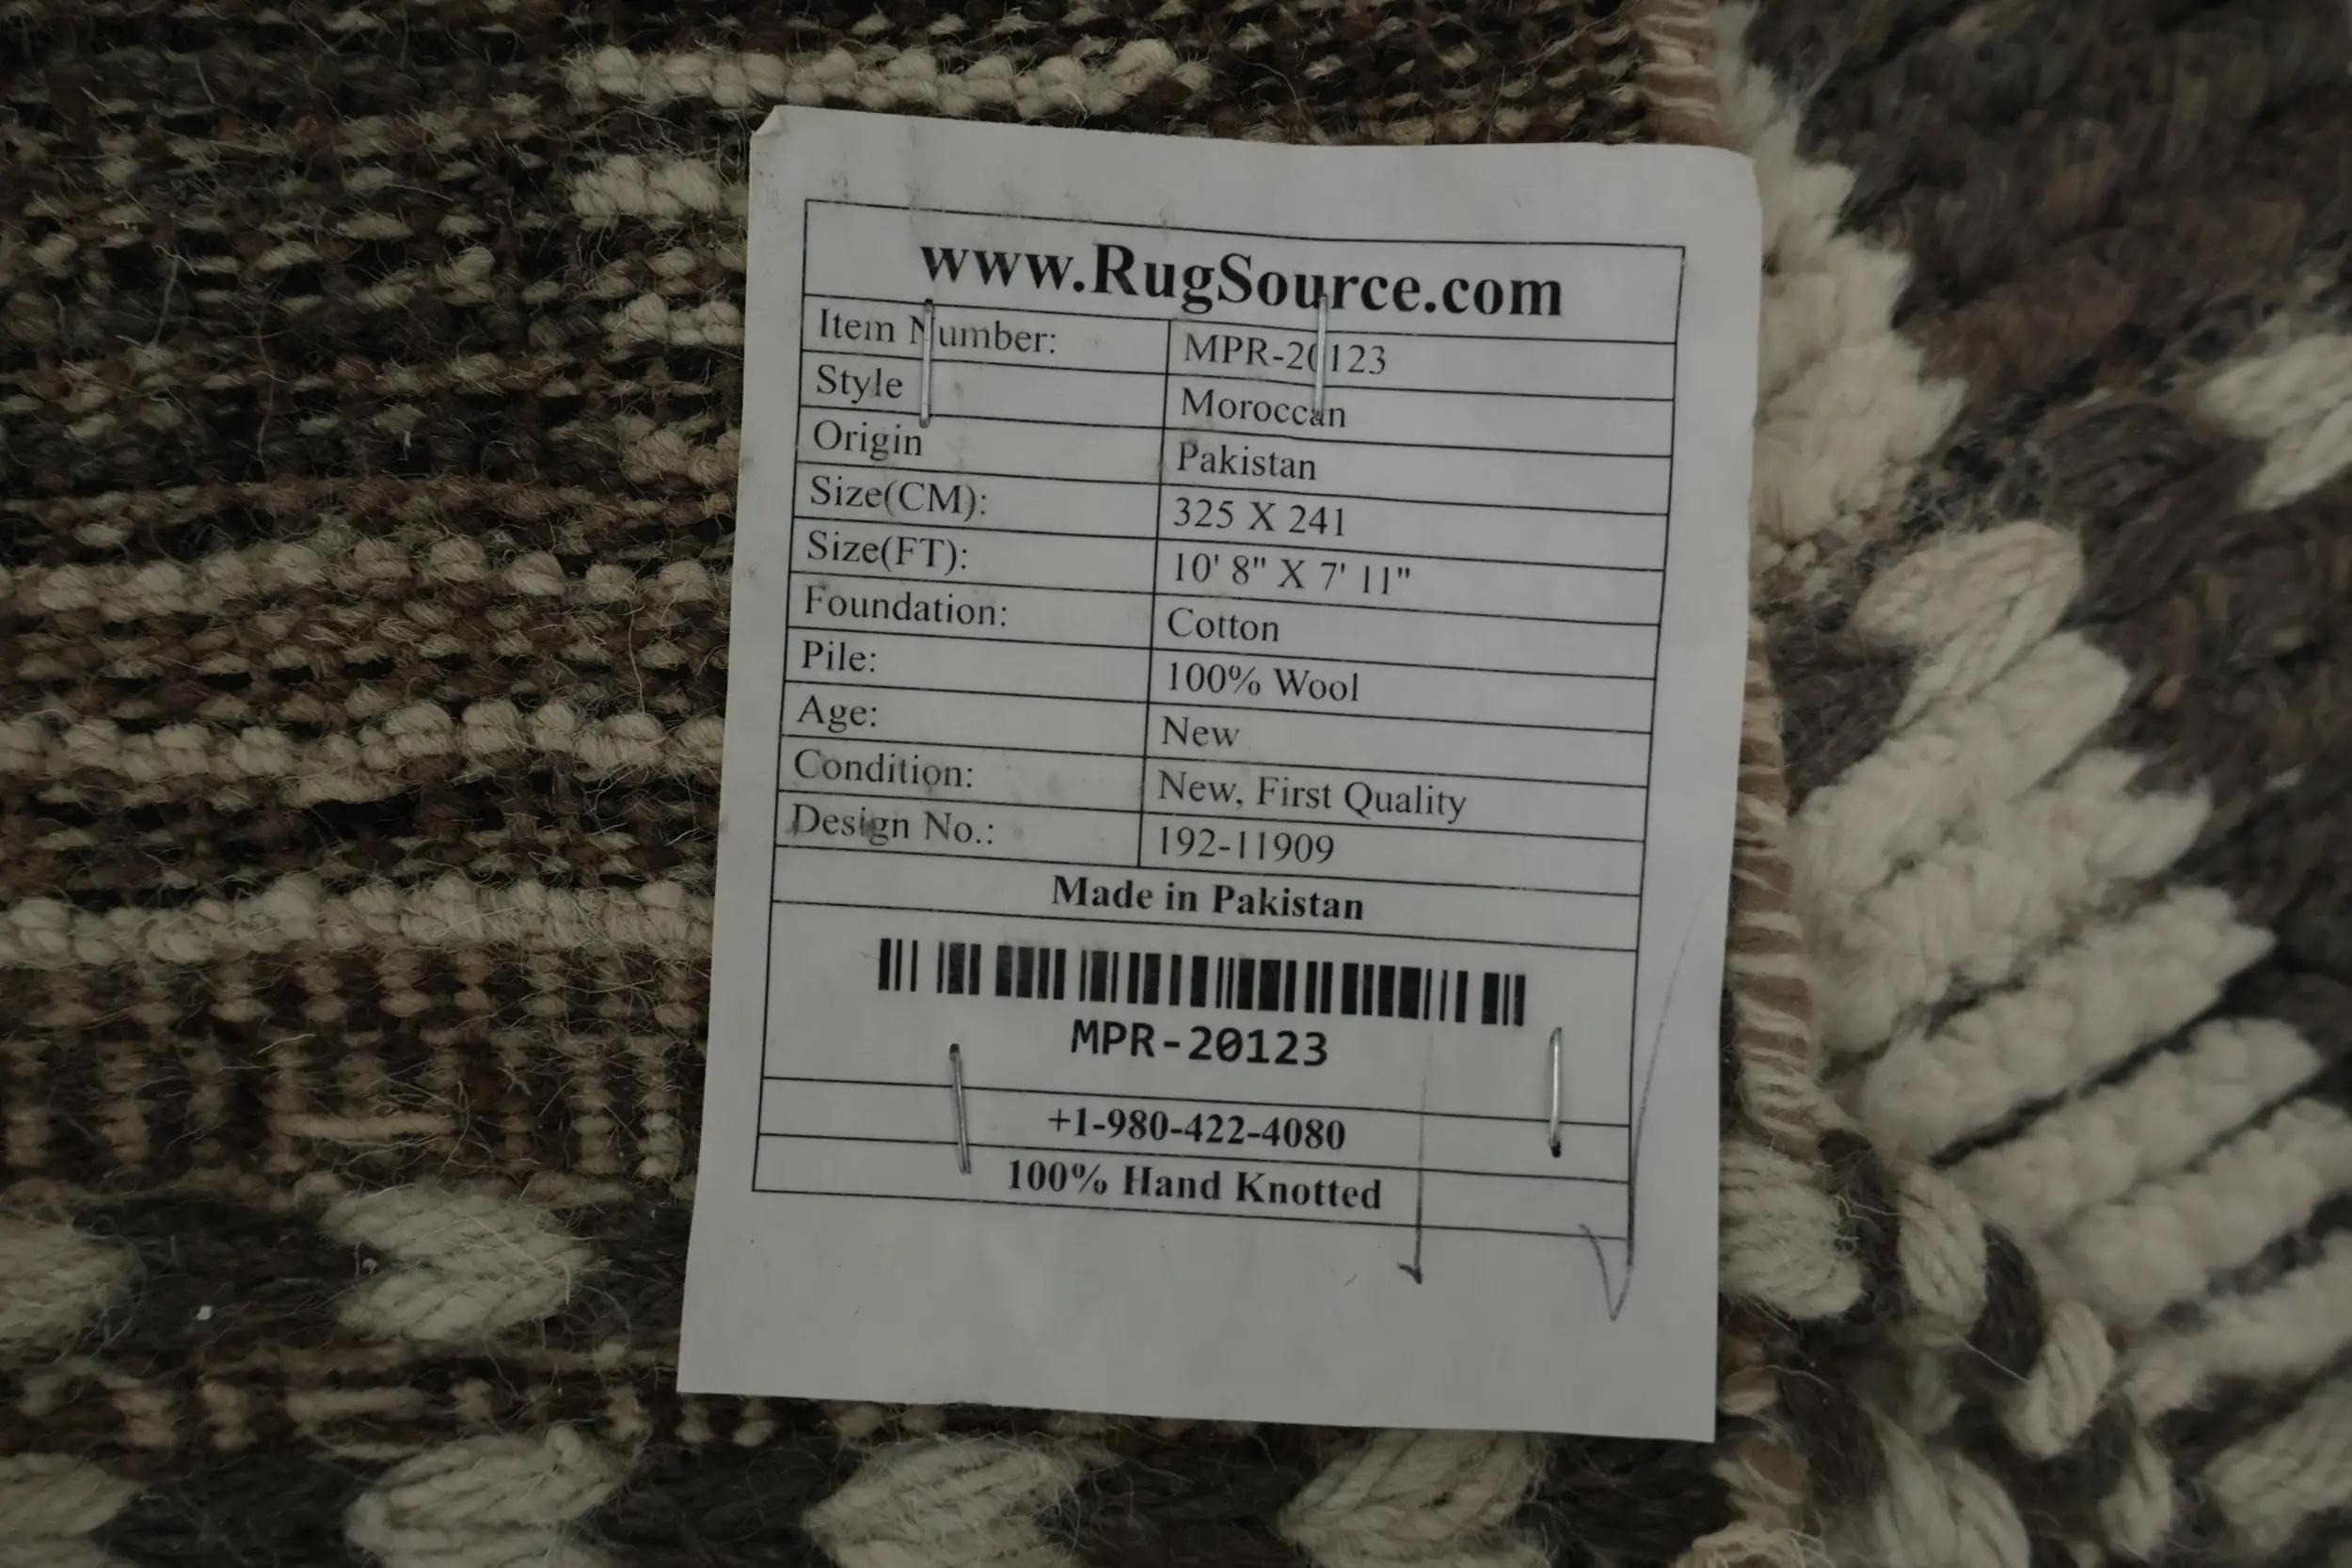 www.RugSource.com
Item Number: MPR-20123
Style Moroccan
Origin Pakistan
Size(CM): 325 X 241
Size(FT): 10' 8" X 7' 11"
Foundation: Cotton
Pile: 100% Wool
Age: New
Condition: New, First Quality
Design No.: 192-11909
Made in Pakistan
MPR-20123
+1-980-422-4080
100% Hand Knotted